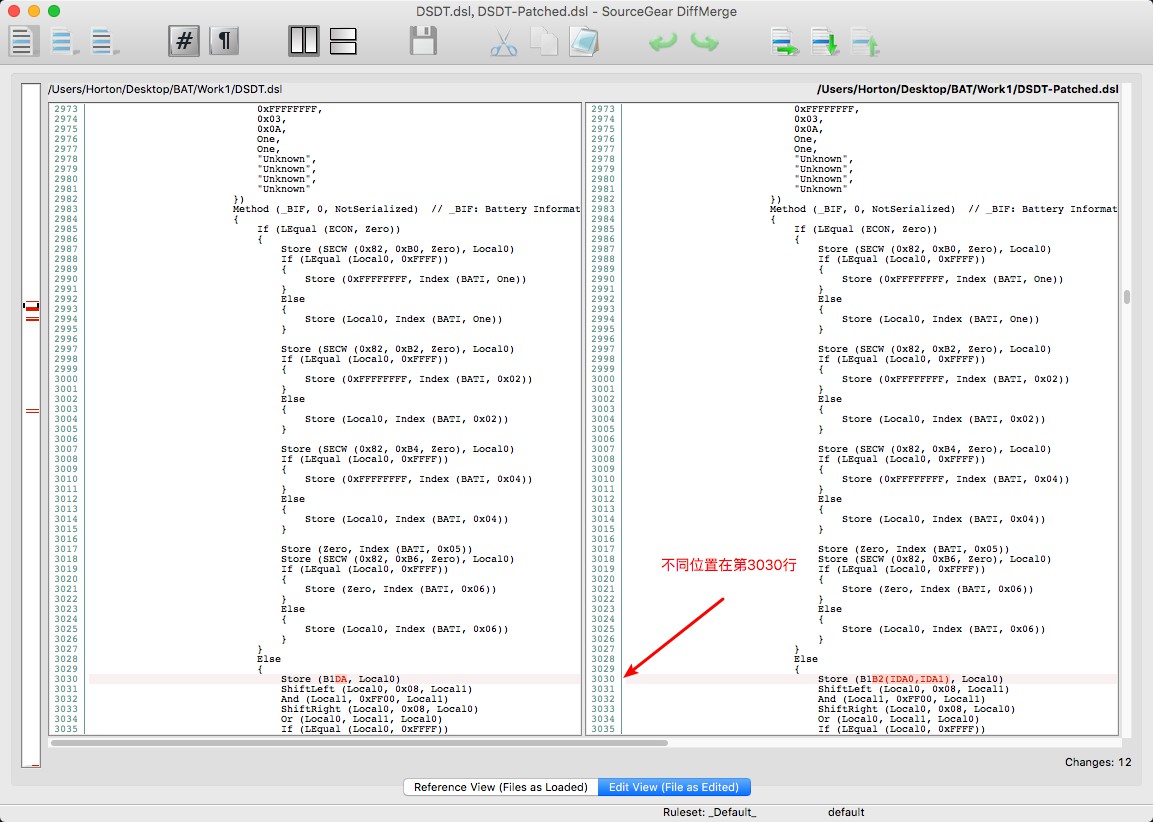 DSDT.dsl, DSDT-Patched.dsl - SourceGear DiffMerge
#
¶
/Users/Horton/Desktop/BAT/Work1/DSDT.dsl
2973 0xFFFFFFFF,
2974 0x03,
2975 0x0A,
2976 One,
2977 One,
2978 "Unknown",
2979 "Unknown",
2980 "Unknown",
2981 "Unknown"
2982 })
2983 Method (_BIF, 0, NotSerialized)  // _BIF: Battery Informat
2984 {
2985 If (LEqual (ECON, Zero))
2986 {
2987 Store (SECW (0x82, 0xB0, Zero), Local0)
2988 If (LEqual (Local0, 0xFFFF))
2989 {
2990 Store (0xFFFFFFFF, Index (BATI, One))
2991 }
2992 Else
2993 {
2994 Store (Local0, Index (BATI, One))
2995 }
2996
2997 Store (SECW (0x82, 0xB2, Zero), Local0)
2998 If (LEqual (Local0, 0xFFFF))
2999 {
3000 Store (0xFFFFFFFF, Index (BATI, 0x02))
3001 }
3002 Else
3003 {
3004 Store (Local0, Index (BATI, 0x02))
3005 }
3006
3007 Store (SECW (0x82, 0xB4, Zero), Local0)
3008 If (LEqual (Local0, 0xFFFF))
3009 {
3010 Store (0xFFFFFFFF, Index (BATI, 0x04))
3011 }
3012 Else
3013 {
3014 Store (Local0, Index (BATI, 0x04))
3015 }
3016
3017 Store (Zero, Index (BATI, 0x05))
3018 Store (SECW (0x82, 0xB6, Zero), Local0)
3019 If (LEqual (Local0, 0xFFFF))
3020 {
3021 Store (Zero, Index (BATI, 0x06))
3022 }
3023 Else
3024 {
3025 Store (Local0, Index (BATI, 0x06))
3026 }
3027 }
3028 Else
3029 {
3030 Store (B1DA, Local0)
3031 ShiftLeft (Local0, 0x08, Local1)
3032 And (Local1, 0xFF00, Local1)
3033 ShiftRight (Local0, 0x08, Local0)
3034 Or (Local0, Local1, Local0)
3035 If (LEqual (Local0, 0xFFFF))
/Users/Horton/Desktop/BAT/Work1/DSDT-Patched.dsl
2973 0xFFFFFFFF,
2974 0x03,
2975 0x0A,
2976 One,
2977 One,
2978 "Unknown",
2979 "Unknown",
2980 "Unknown",
2981 "Unknown"
2982 })
2983 Method (_BIF, 0, NotSerialized)  // _BIF: Battery Informat
2984 {
2985 If (LEqual (ECON, Zero))
2986 {
2987 Store (SECW (0x82, 0xB0, Zero), Local0)
2988 If (LEqual (Local0, 0xFFFF))
2989 {
2990 Store (0xFFFFFFFF, Index (BATI, One))
2991 }
2992 Else
2993 {
2994 Store (Local0, Index (BATI, One))
2995 }
2996
2997 Store (SECW (0x82, 0xB2, Zero), Local0)
2998 If (LEqual (Local0, 0xFFFF))
2999 {
3000 Store (0xFFFFFFFF, Index (BATI, 0x02))
3001 }
3002 Else
3003 {
3004 Store (Local0, Index (BATI, 0x02))
3005 }
3006
3007 Store (SECW (0x82, 0xB4, Zero), Local0)
3008 If (LEqual (Local0, 0xFFFF))
3009 {
3010 Store (0xFFFFFFFF, Index (BATI, 0x04))
3011 }
3012 Else
3013 {
3014 Store (Local0, Index (BATI, 0x04))
3015 }
3016
3017 Store (Zero, Index (BATI, 0x05))
3018 Store (SECW (0x82, 0xB6, Zero), Local0)
3019 If (LEqual (Local0, 0xFFFF))
3020 {
3021 Store (Zero, Index (BATI, 0x06))
3022 }
3023 Else
3024 {
3025 Store (Local0, Index (BATI, 0x06))
3026 }
3027 }
3028 Else
3029 {
3030 Store (B1B2(IDA0,IDA1), Local0)
3031 ShiftLeft (Local0, 0x08, Local1)
3032 And (Local1, 0xFF00, Local1)
3033 ShiftRight (Local0, 0x08, Local0)
3034 Or (Local0, Local1, Local0)
3035 If (LEqual (Local0, 0xFFFF))
不同位置在第3030行
Changes: 12
Reference View (Files as Loaded)
Edit View (File as Edited)
Ruleset: _Default_
default